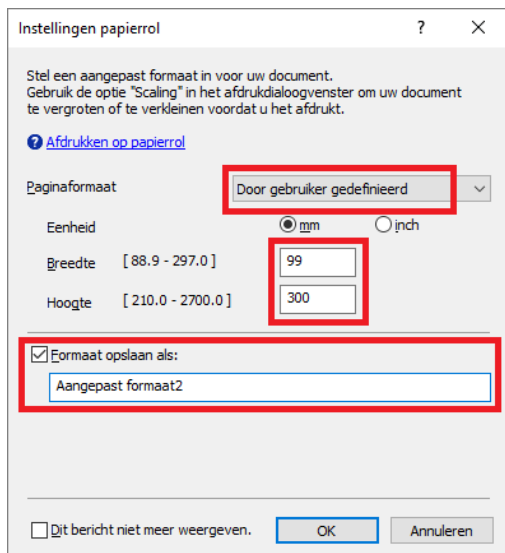 Instellingen papierrol ? ×
Stel een aangepast formaat in voor uw document.
Gebruik de optie "Scaling" in het afdrukdialoogvenster om uw document
te vergroten of te verkleinen voordat u het afdrukt.
? Afdrukken op papierrol
Paginaformaat Door gebruiker gedefinieerd
Eenheid mm inch
Breedte [ 88.9 - 297.0 ] 99
Hoogte [ 210.0 - 2700.0 ] 300
Formaat opslaan als:
Aangepast formaat2
Dit bericht niet meer weergeven. OK Annuleren